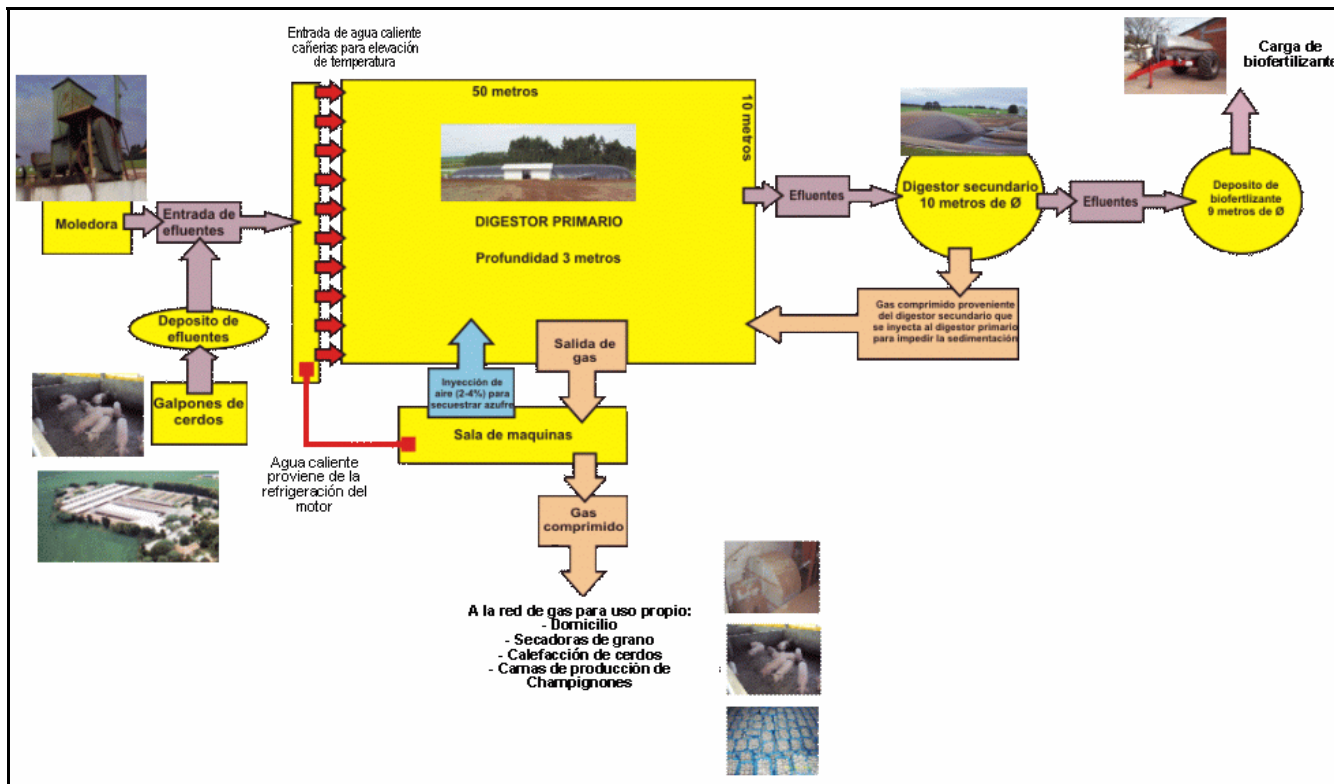 Entrada de agua caliente
cañerias para elevación
de temperatura
Carga de
biofertilizante
50 metros
10 metros
Moledora
Entrada de
efluentes
DIGESTOR PRIMARIO
Profundidad 3 metros
Efluentes
Digestor secundario
10 metros de Ø
Efluentes
Deposito de
biofertlizante
9 metros de Ø
Deposito de
efluentes
Galpones de
cerdos
Inyección de
aire (2-4%) para
secuestrar azufre
Salida de
gas
Gas comprimido proveniente
del digestor secundario que
se inyecta al digestor primario
para impedir la sedimentación
Sala de maquinas
Agua caliente
proviene de la
refrigeración del
motor
Gas
comprimido
A la red de gas para uso propio:
- Domicilio
- Secadoras de grano
- Calefacción de cerdos
- Camas de producción de
Champignones
s